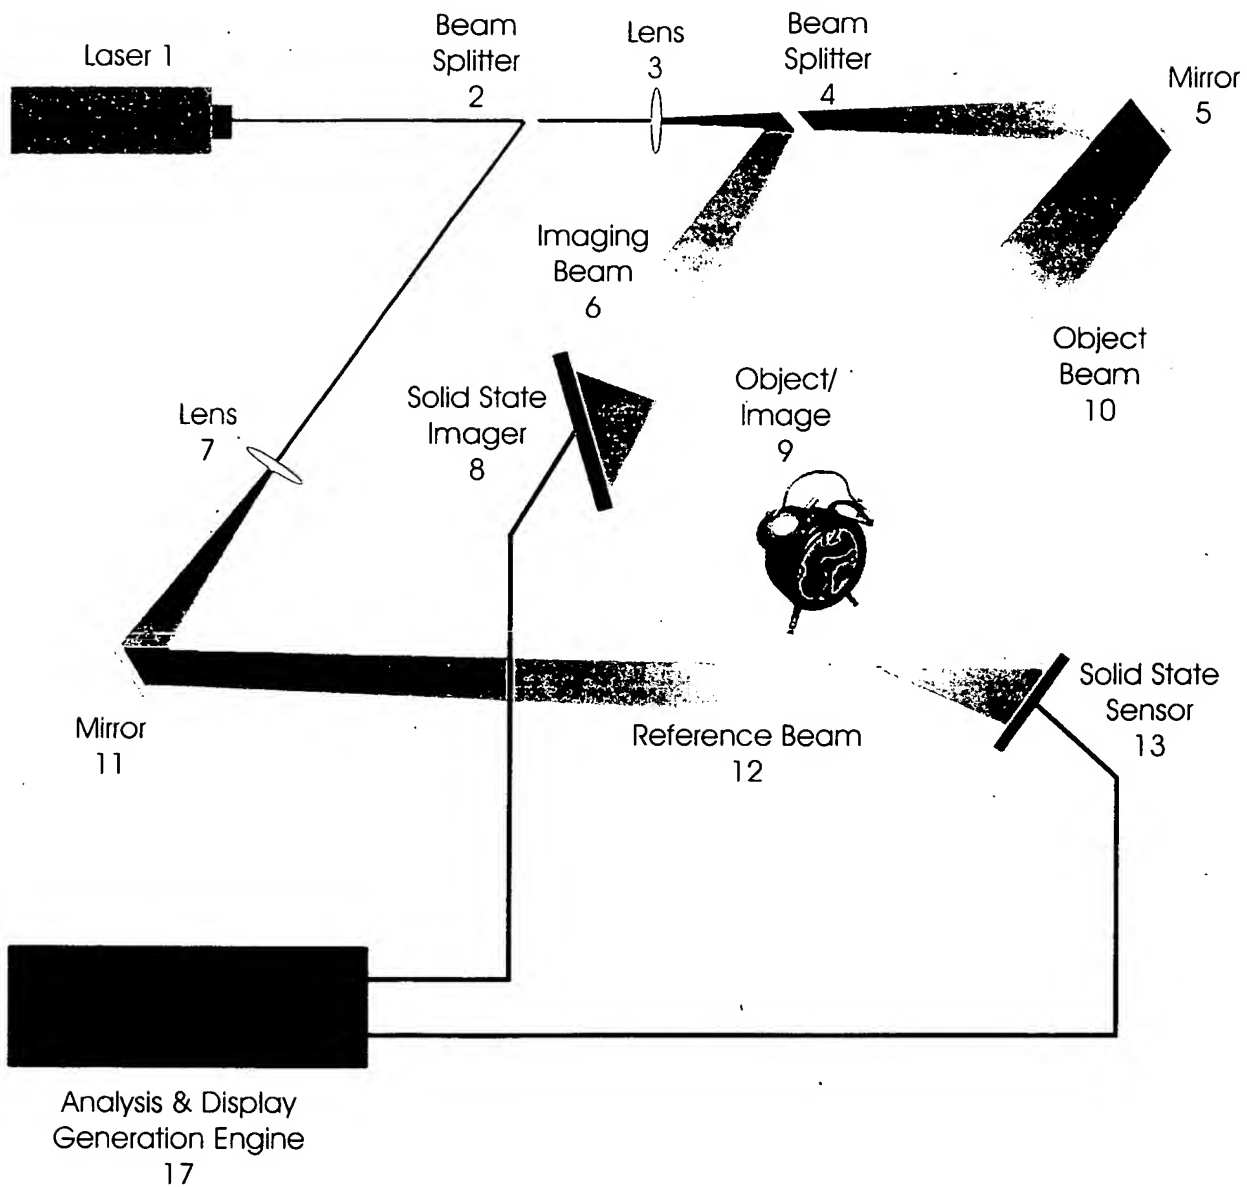 Laser 1
Beam
Splitter
2
Lens
3
Beam
Splitter
4
Mirror
5
Imaging
Beam
6
Object
Beam
10
Lens
7
Solid State
Imager
8
Object/
Image
9
Mirror
11
Reference Beam
12
Solid State
Sensor
13
Analysis & Display
Generation Engine
17